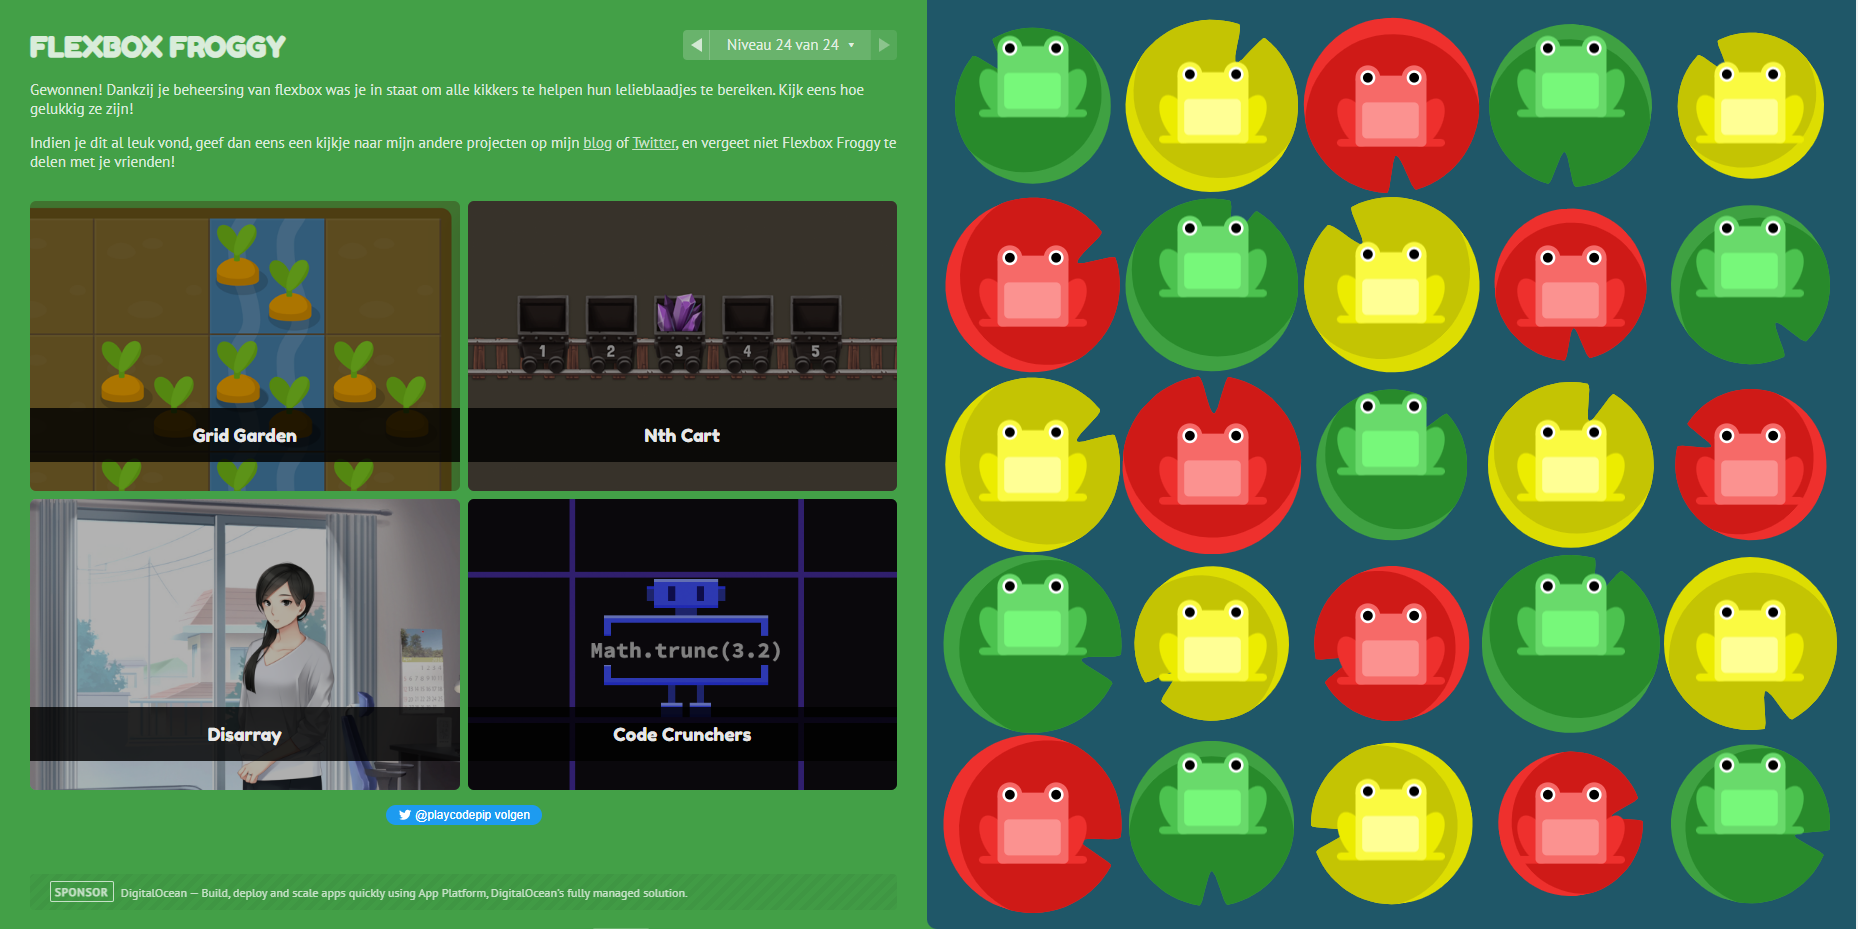 FLEXBOX FROGGY
Niveau 24 van 24
Gewonnen! Dankzij je beheersing van flexbox was je in staat om alle kikkers te helpen hun lelieblaadjes te bereiken. Kijk eens hoe
gelukkig ze zijn!
Indien je dit al leuk vond, geef dan eens een kijkje naar mijn andere projecten op mijn blog of Twitter, en vergeet niet Flexbox Froggy te
delen met je vrienden!
1 2 3 4 5
Grid Garden
Nth Cart
Math.trunc(3.2)
Disarray
Code Crunchers
@playcodepip volgen
SPONSOR DigitalOcean — Build, deploy and scale apps quickly using App Platform, DigitalOcean's fully managed solution.